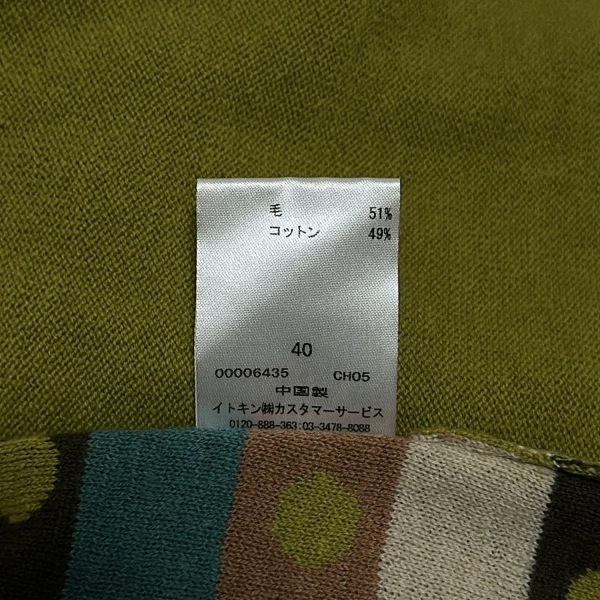 毛 51%
コットン 49%
40
00006435 CH05
中国製
イトキン㈱カスタマーサービス
0120-888-363:03-3478-8088